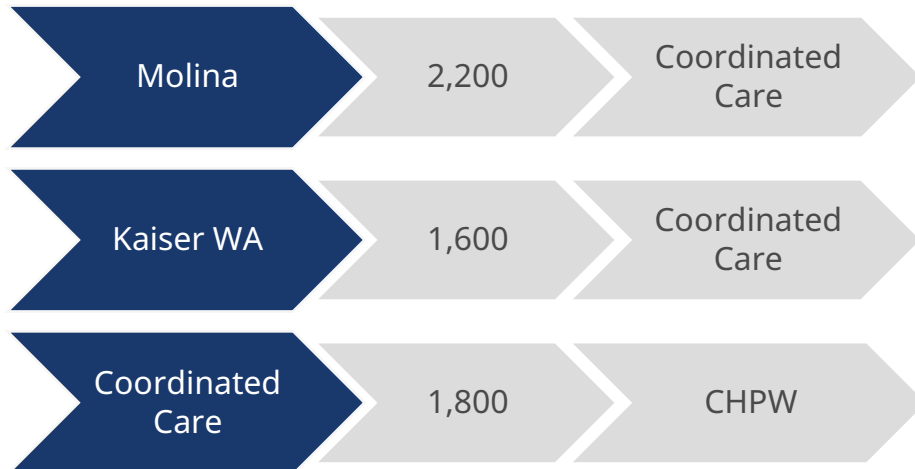 Molina
2,200
Coordinated
Care
Kaiser WA
1,600
Coordinated
Care
Coordinated
Care
1,800
CHPW